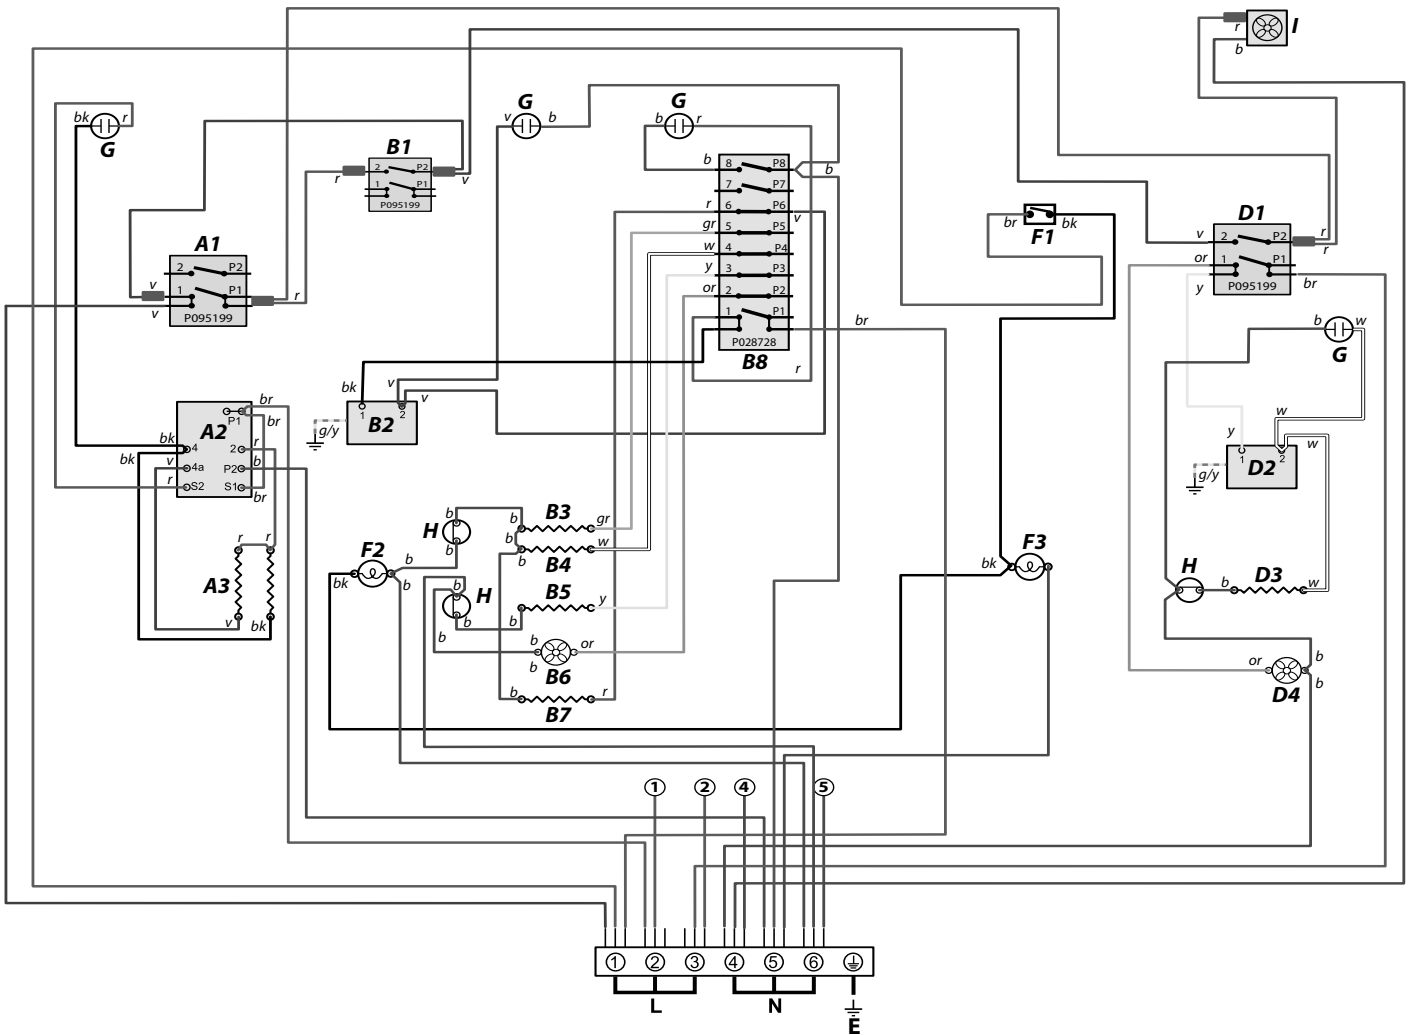 r
b
I
bk
r
G
v
G
b
b
G
r
B1
r
2
P2
1
P1
P095199
v
b
8
P8
b
7
P7
r
6
P6
v
gr
5
P5
w
4
P4
y
3
P3
or
2
P2
1
P1
br
P028728
B8
r
br
F1
bk
D1
v
2
P2
r
r
or
1
P1
y
P095199
br
A1
2
P2
v
1
P1
r
v
P095199
b
w
G
bk
v
v
1
2
B2
g/y
br
P1
br
A2
bk
4
2
r
bk
v
4a
P2
b
r
S2
S1
br
w
y
w
1
2
D2
g/y
r
r
A3
v
bk
b
H
b
b
B3
gr
b
b
B4
w
F2
bk
b
b
b
H
b
b
B5
y
b
b
or
b
B6
b
r
B7
F3
bk
H
b
D3
w
or
b
b
D4
1
2
4
5
1
2
3
4
5
6
L
N
E